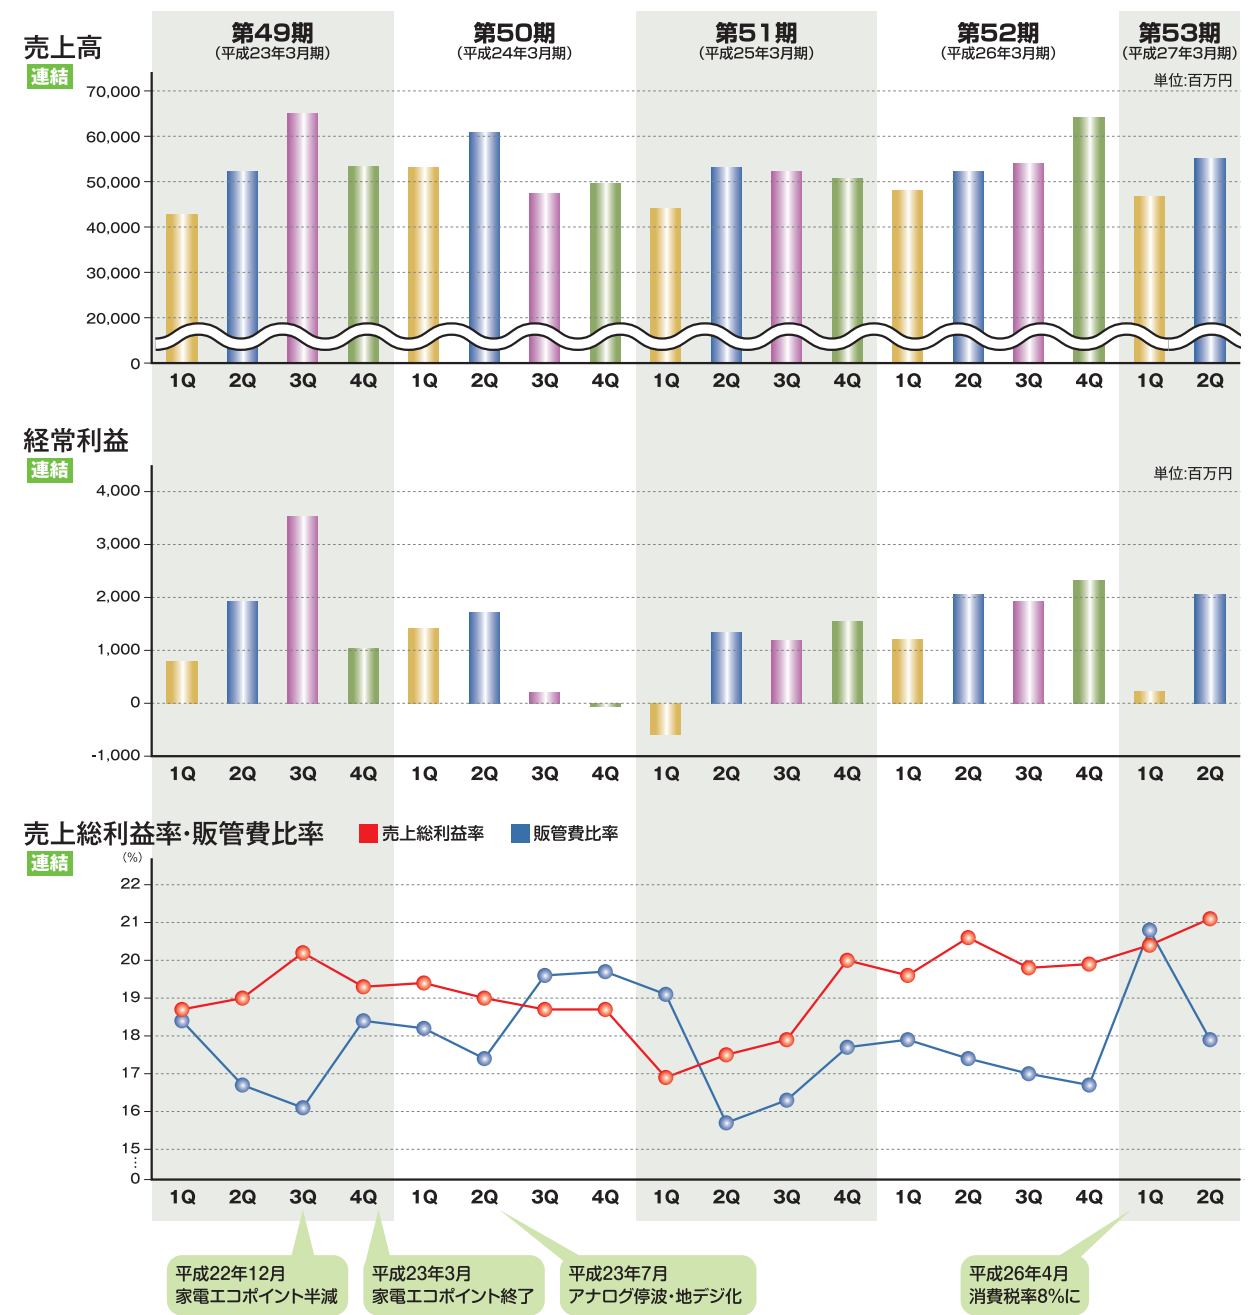 第49期
(平成23年3月期)
第50期
(平成24年3月期)
第51期
(平成25年3月期)
第52期
(平成26年3月期)
第53期
(平成27年3月期)
売上高
連結
単位:百万円
70,000
60,000
50,000
40,000
30,000
20,000
0
1Q 2Q 3Q 4Q 1Q 2Q 3Q 4Q 1Q 2Q 3Q 4Q 1Q 2Q 3Q 4Q 1Q 2Q
経常利益
連結
単位:百万円
4,000
3,000
2,000
1,000
0
-1,000
1Q 2Q 3Q 4Q 1Q 2Q 3Q 4Q 1Q 2Q 3Q 4Q 1Q 2Q 3Q 4Q 1Q 2Q
売上総利益率・販管費比率
売上総利益率 販管費比率
連結
(%)
22
21
20
19
18
17
16
15
0
1Q 2Q 3Q 4Q 1Q 2Q 3Q 4Q 1Q 2Q 3Q 4Q 1Q 2Q 3Q 4Q 1Q 2Q
平成22年12月
家電エコポイント半減
平成23年3月
家電エコポイント終了
平成23年7月
アナログ停波・地デジ化
平成26年4月
消費税率8%に